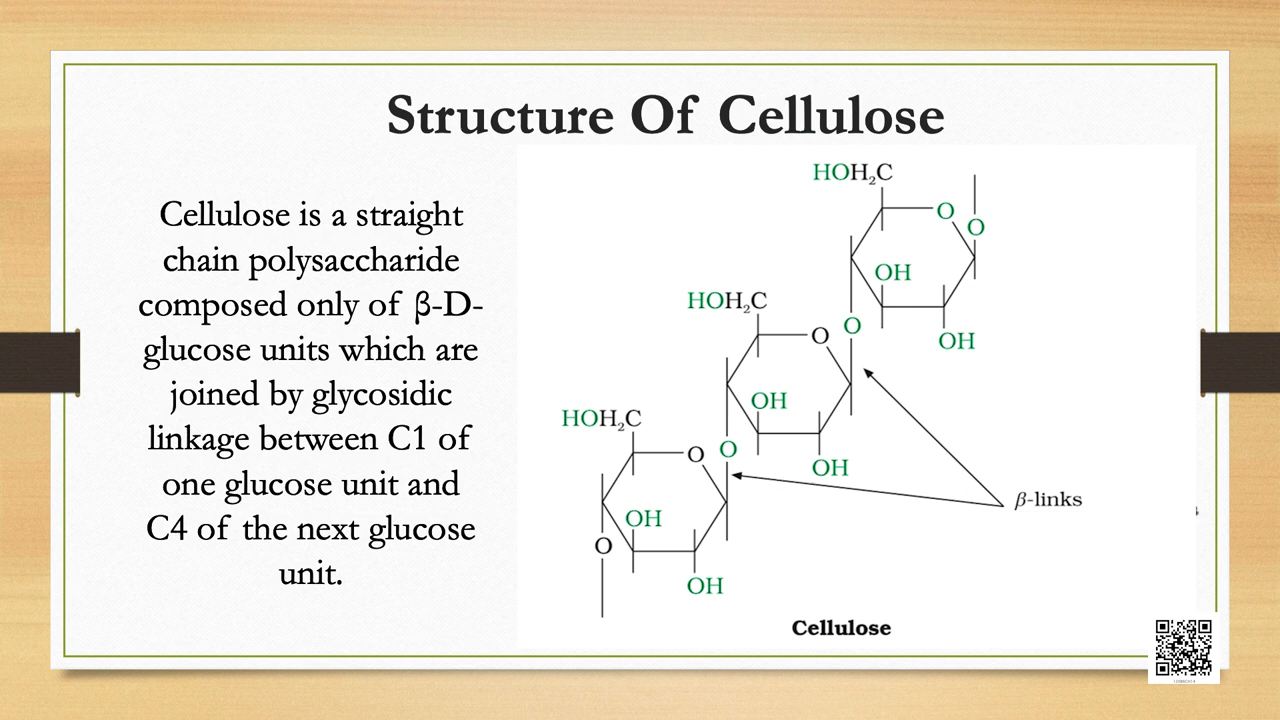 Structure Of Cellulose
Cellulose is a straight
chain polysaccharide
composed only of β-D-
glucose units which are
joined by glycosidic
linkage between C1 of
one glucose unit and
C4 of the next glucose
unit.
HOH₂C
O
O
OH
OH
HOH₂C
O
O
OH
OH
HOH₂C
O
O
OH
OH
O
β-links
Cellulose